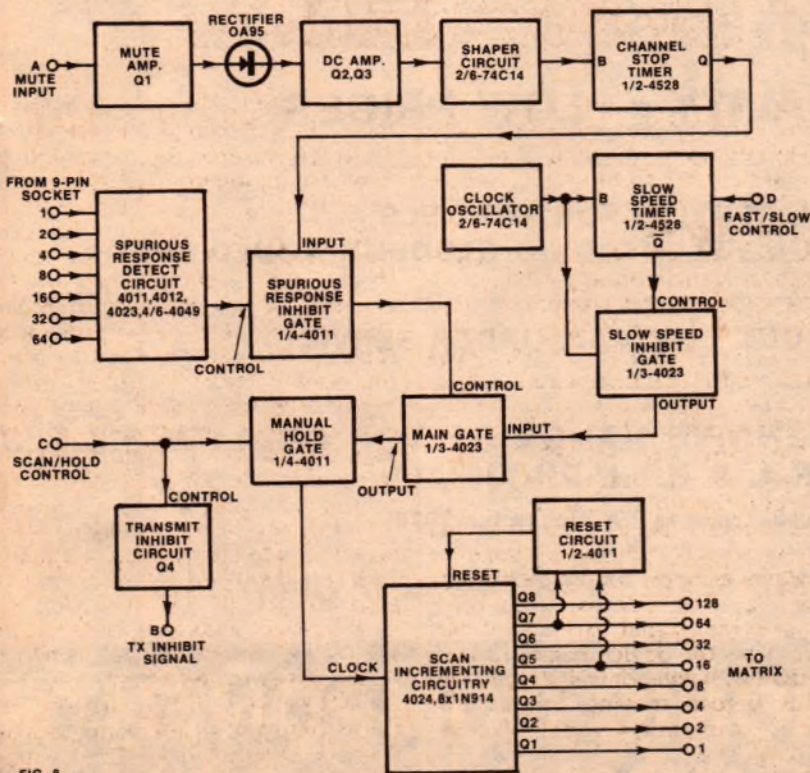 RECTIFIER
OA95
A
MUTE
INPUT
MUTE
AMP.
Q1
DC AMP.
Q2,Q3
SHAPER
CIRCUIT
2/6-74C14
B
CHANNEL
STOP
TIMER
1/2-4528
Q
FROM 9-PIN
SOCKET
1
2
4
8
16
32
64
SPURIOUS
RESPONSE
DETECT CIRCUIT
4011,4012,
4023,4/6-4049
CONTROL
INPUT
SPURIOUS
RESPONSE
INHIBIT
GATE
1/4-4011
CLOCK
OSCILLATOR
2/6-74C14
B
SLOW
SPEED
TIMER
1/2-4528
Q̅
D
FAST/SLOW
CONTROL
CONTROL
SLOW SPEED
INHIBIT
GATE
1/3-4023
OUTPUT
CONTROL
INPUT
MAIN GATE
1/3-4023
OUTPUT
MANUAL
HOLD
GATE
1/4-4011
C
SCAN/HOLD
CONTROL
CONTROL
TRANSMIT
INHIBIT
CIRCUIT
Q4
B
TX INHIBIT
SIGNAL
RESET
CIRCUIT
1/2-4011
RESET
CLOCK
SCAN
INCREMENTING
CIRCUITRY
4024,8x1N914
Q8 128
Q7 64
Q6 32
Q5 16
Q4 8
Q3 4
Q2 2
Q1 1
TO
MATRIX